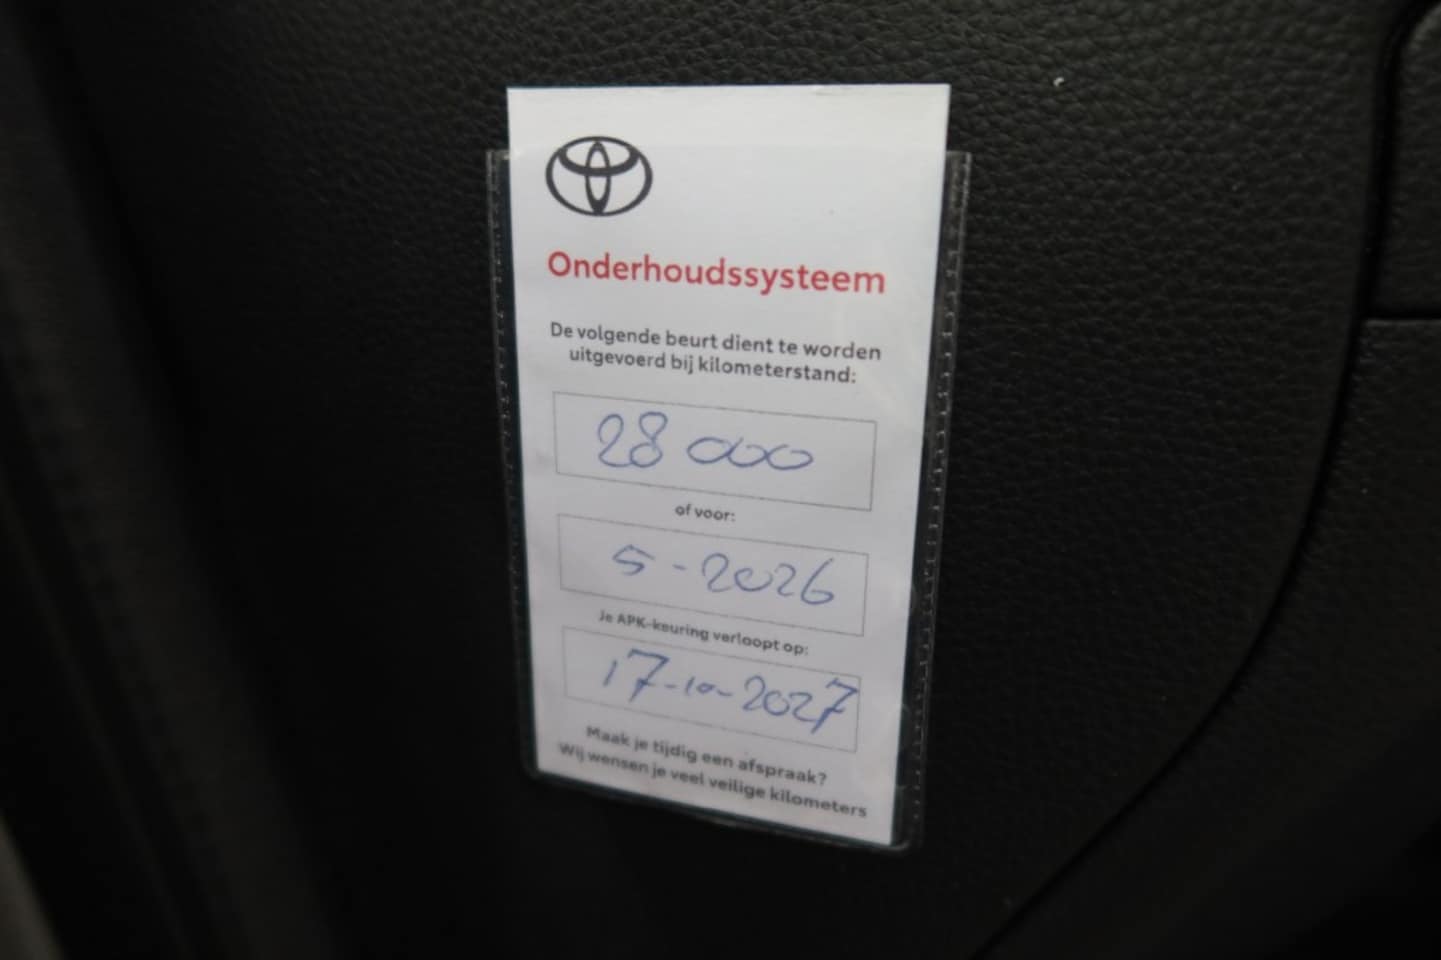 Onderhoudssysteem
De volgende beurt dient te worden
uitgevoerd bij kilometerstand:
28 000
of voor:
5-2026
Je APK-keuring verloopt op:
17-10-2027
Maak je tijdig een afspraak?
Wij wensen je veel veilige kilometers